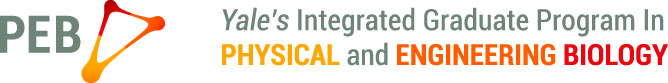 PEB
Yale's Integrated Graduate Program In
PHYSICAL and ENGINEERING BIOLOGY